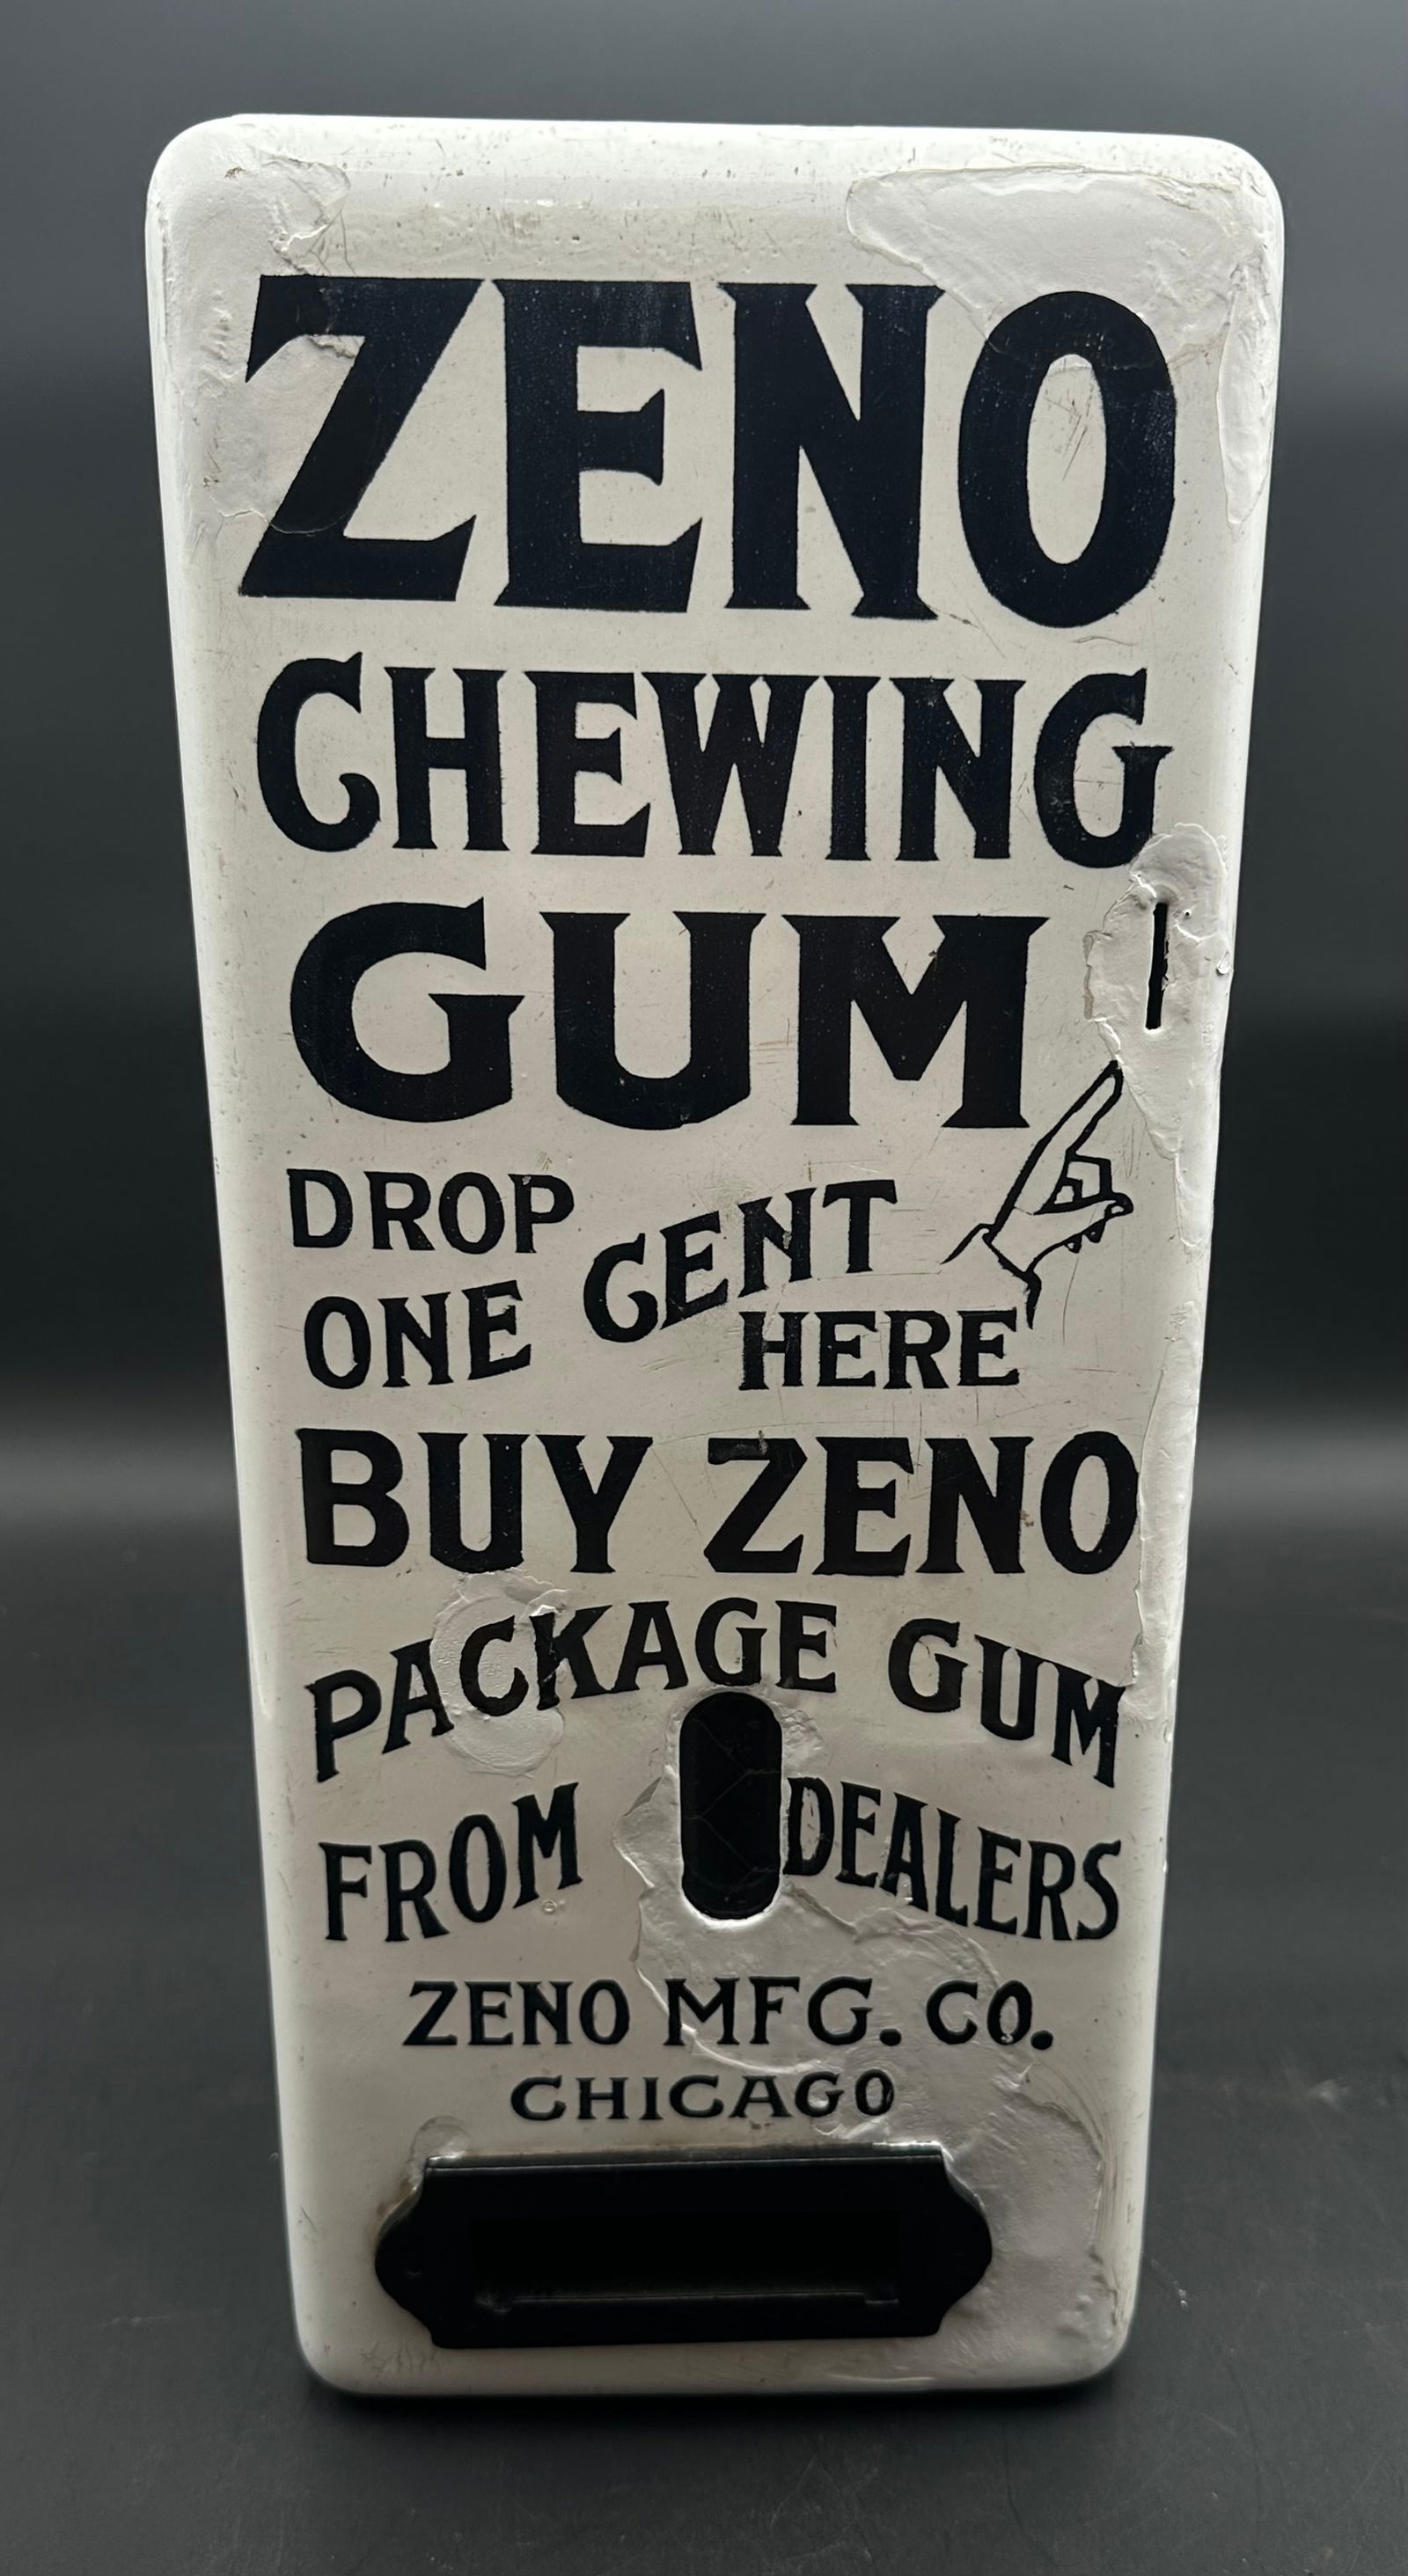 ZENO
CHEWING
GUM
DROP
ONE CENT
HERE
BUY ZENO
PACKAGE GUM
FROM DEALERS
ZENO MFG. CO.
CHICAGO